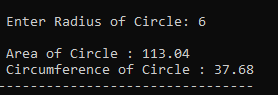 Enter Radius of Circle: 6
Area of Circle : 113.04
Circumference of Circle : 37.68
--------------------------------